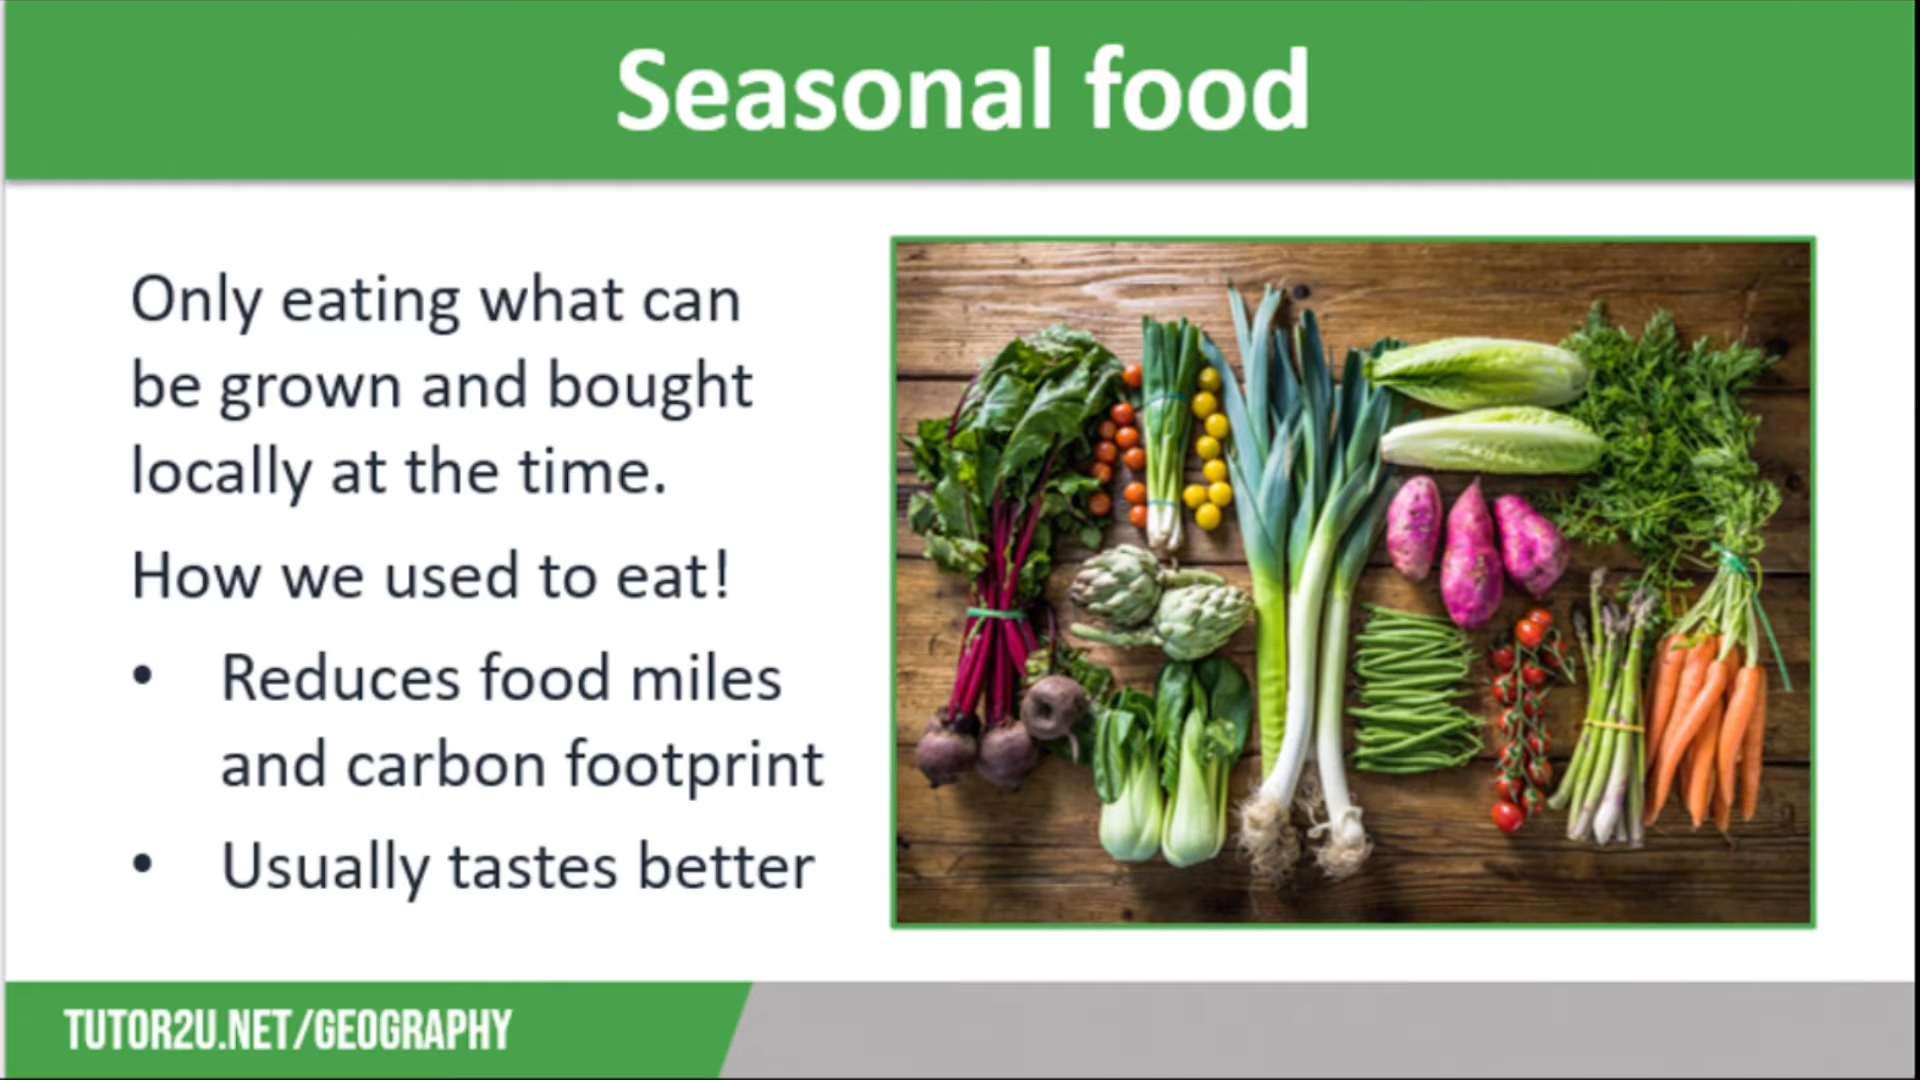 Seasonal food
Only eating what can
be grown and bought
locally at the time.
How we used to eat!
• Reduces food miles
and carbon footprint
• Usually tastes better
TUTOR2U.NET/GEOGRAPHY